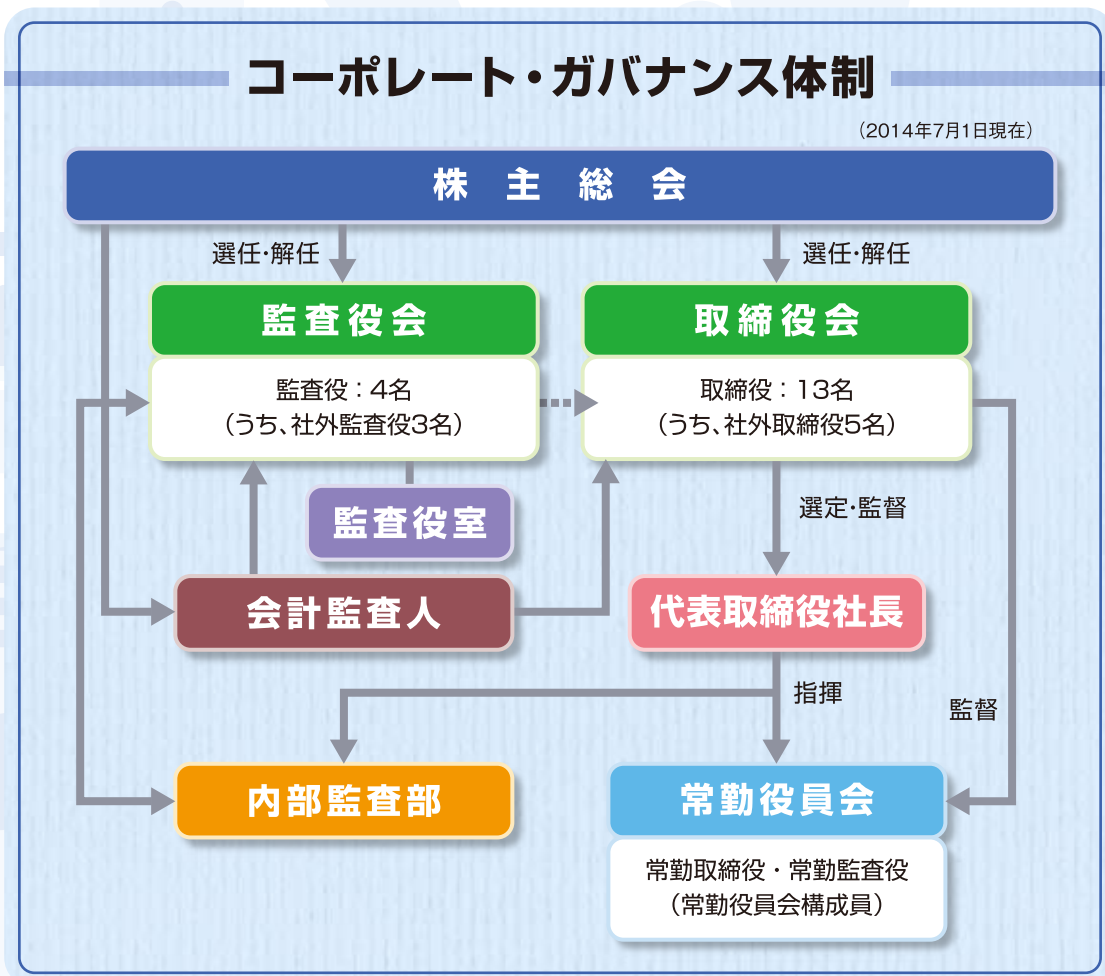 コーポレート・ガバナンス体制
（2014年7月1日現在）
株主総会
選任・解任
選任・解任
監査役会
監査役：4名
（うち、社外監査役3名）
取締役会
取締役：13名
（うち、社外取締役5名）
監査役室
選定・監督
会計監査人
代表取締役社長
指揮
監督
内部監査部
常勤役員会
常勤取締役・常勤監査役
（常勤役員会構成員）